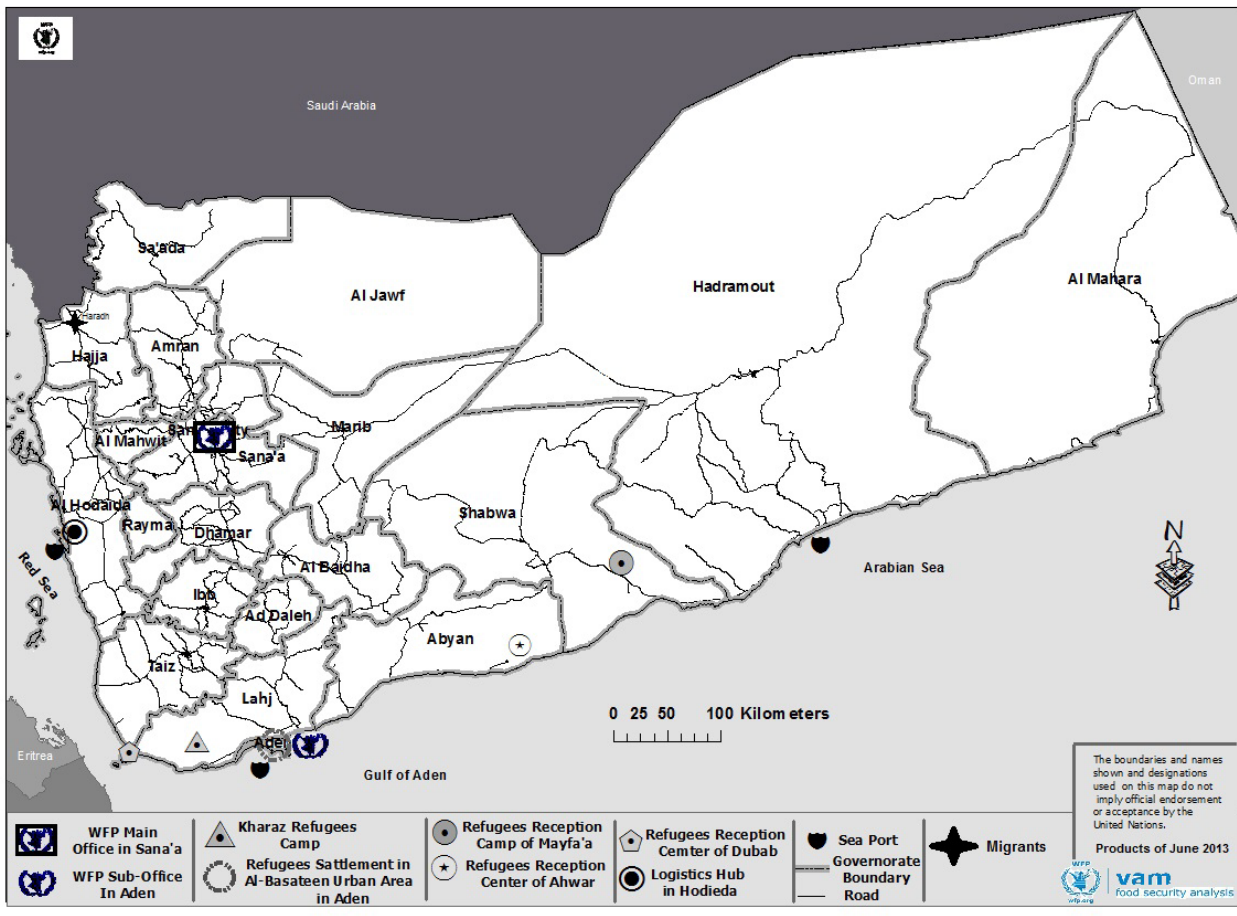 WFP
wfp.org
Saudi Arabia
Oman
Sa'ada
Al Jawf
Hadramout
Al Mahara
Haradh
Hajja
Amran
Al Mahwit
Sana'a
Marib
Al Hodaida
Rayma
Dhamar
Shabwa
Al Baidha
Red Sea
Ibb
Ad Daleh
Abyan
Arabian Sea
N
Taiz
Lahj
0 25 50 100 Kilometers
Eritrea
Gulf of Aden
The boundaries and names
shown and designations
used on this map do not
imply official endorsement
or acceptance by the
United Nations.
Products of June 2013
WFP
wfp.org
vam
food security analysis
WFP Main
Office in Sana'a
WFP Sub-Office
In Aden
Kharaz Refugees
Camp
Refugees Sattlement in
Al-Basateen Urban Area
in Aden
Refugees Reception
Camp of Mayfa'a
Refugees Reception
Center of Ahwar
Refugees Reception
Cemter of Dubab
Logistics Hub
in Hodieda
Sea Port
Governorate
Boundary
Road
Migrants